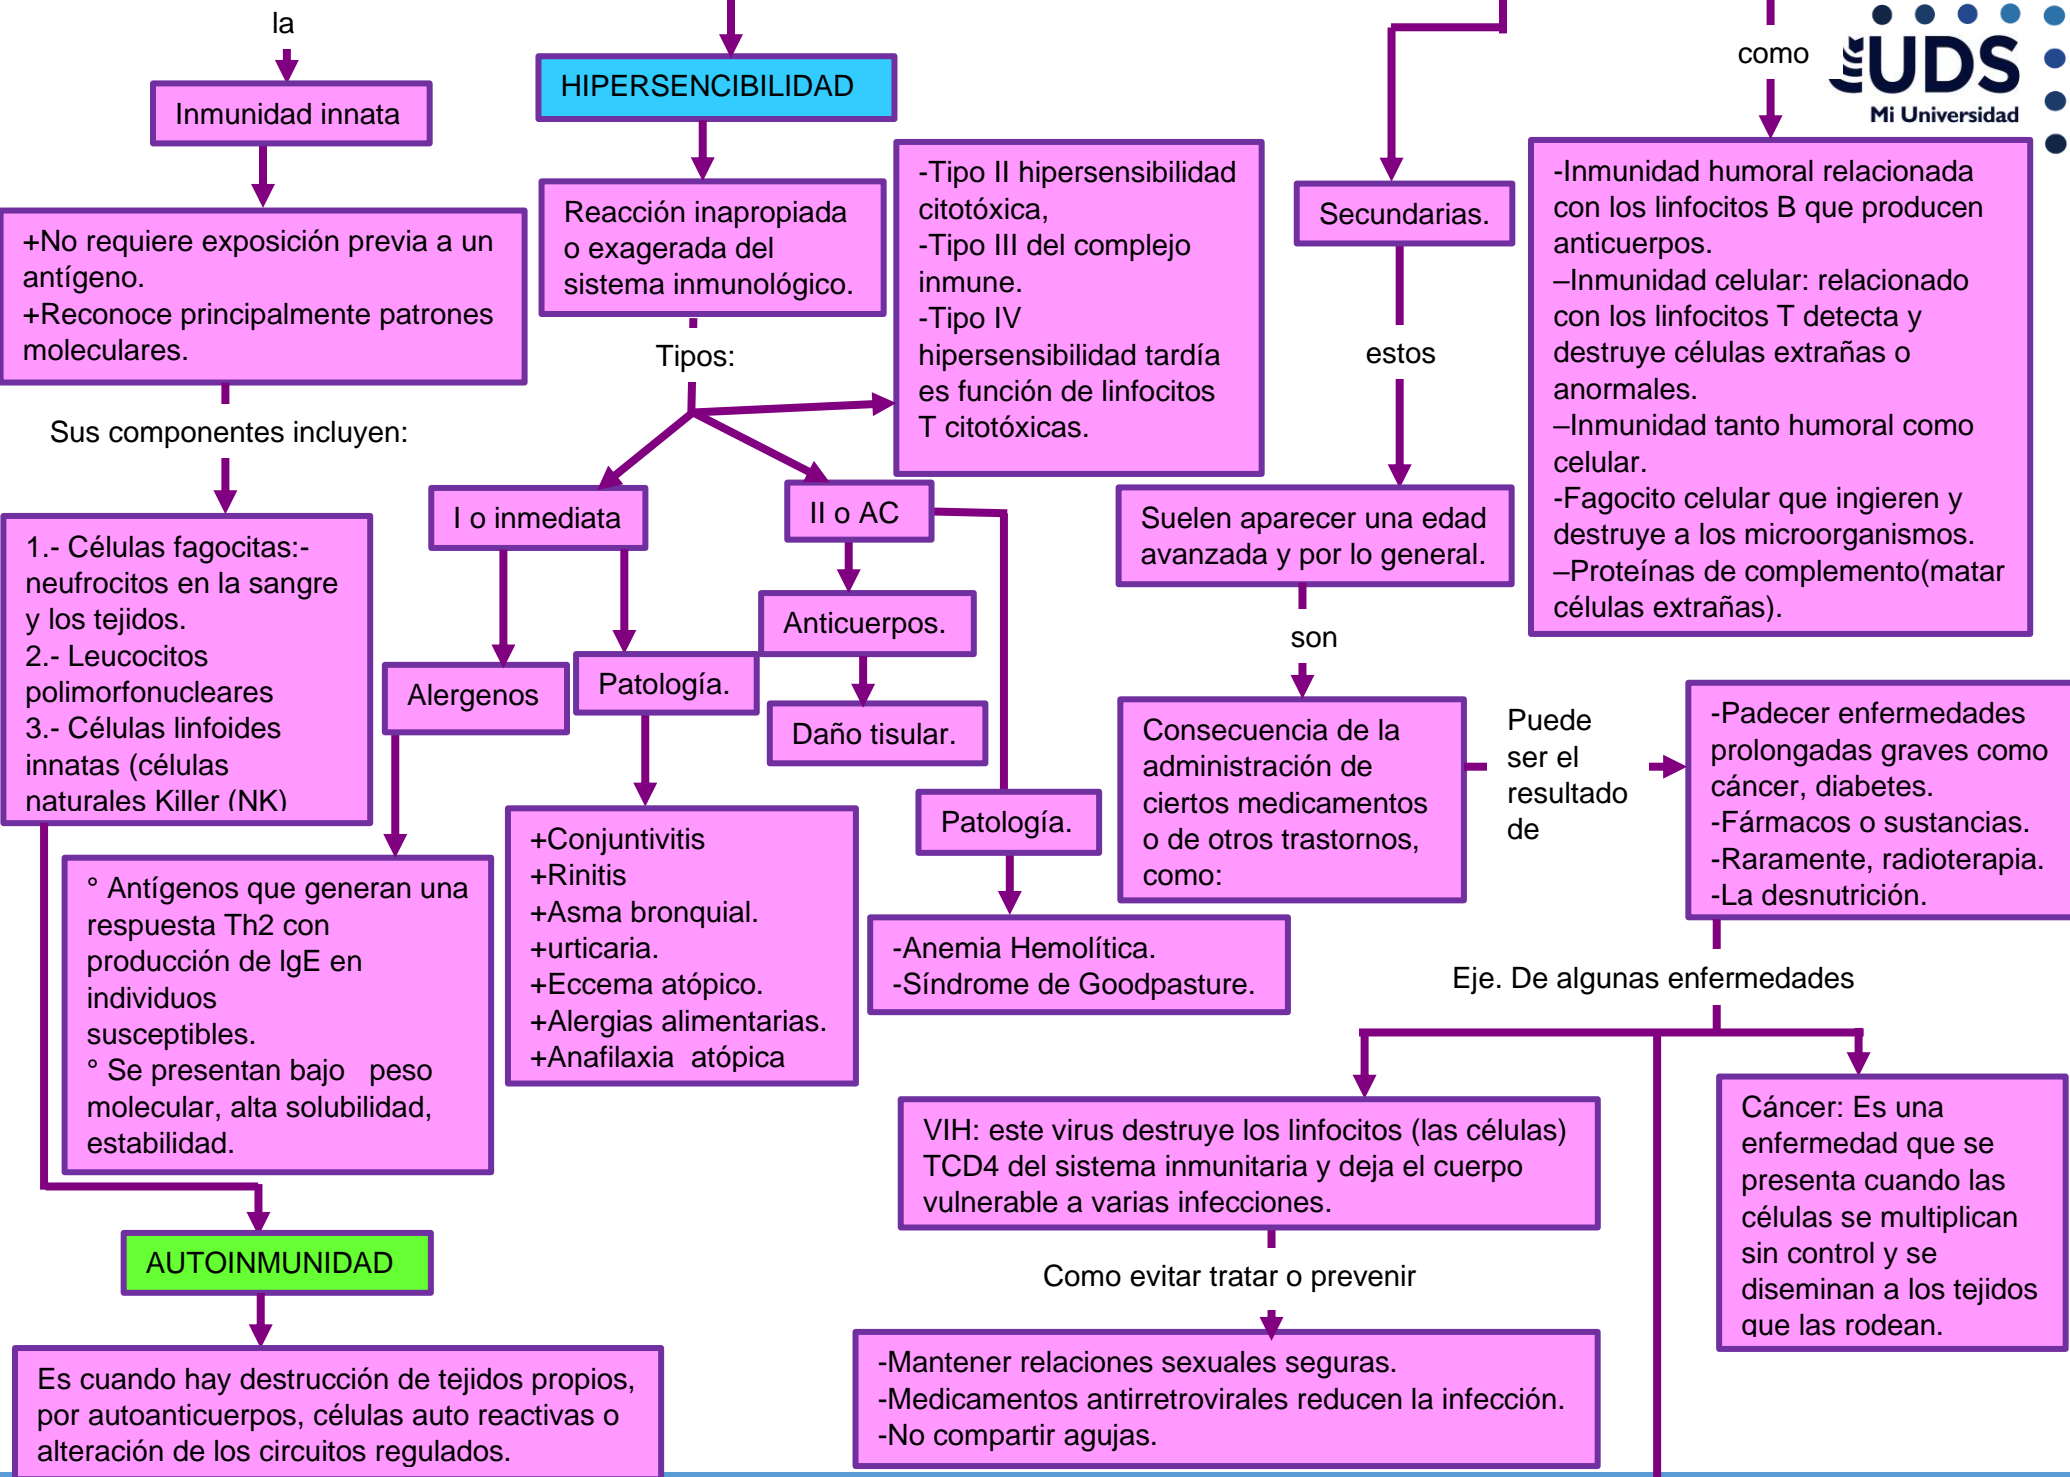 la
Inmunidad innata
+No requiere exposición previa a un
antígeno.
+Reconoce principalmente patrones
moleculares.
Sus componentes incluyen:
1.- Células fagocitas:-
neufrocitos en la sangre
y los tejidos.
2.- Leucocitos
polimorfonucleares
3.- Células linfoides
innatas (células
naturales Killer (NK)
HIPERSENCIBILIDAD
Reacción inapropiada
o exagerada del
sistema inmunológico.
Tipos:
-Tipo II hipersensibilidad
citotóxica,
-Tipo III del complejo
inmune.
-Tipo IV
hipersensibilidad tardía
es función de linfocitos
T citotóxicas.
I o inmediata
II o AC
Alergenos
Patología.
Anticuerpos.
Daño tisular.
Patología.
° Antígenos que generan una
respuesta Th2 con
producción de IgE en
individuos
susceptibles.
° Se presentan bajo peso
molecular, alta solubilidad,
estabilidad.
+Conjuntivitis
+Rinitis
+Asma bronquial.
+urticaria.
+Eccema atópico.
+Alergias alimentarias.
+Anafilaxia atópica
-Anemia Hemolítica.
-Síndrome de Goodpasture.
AUTOINMUNIDAD
Es cuando hay destrucción de tejidos propios,
por autoanticuerpos, células auto reactivas o
alteración de los circuitos regulados.
Secundarias.
estos
Suelen aparecer una edad
avanzada y por lo general.
son
Consecuencia de la
administración de
ciertos medicamentos
o de otros trastornos,
como:
Puede
ser el
resultado
de
-Padecer enfermedades
prolongadas graves como
cáncer, diabetes.
-Fármacos o sustancias.
-Raramente, radioterapia.
-La desnutrición.
Eje. De algunas enfermedades
VIH: este virus destruye los linfocitos (las células)
TCD4 del sistema inmunitaria y deja el cuerpo
vulnerable a varias infecciones.
Como evitar tratar o prevenir
-Mantener relaciones sexuales seguras.
-Medicamentos antirretrovirales reducen la infección.
-No compartir agujas.
Cáncer: Es una
enfermedad que se
presenta cuando las
células se multiplican
sin control y se
diseminan a los tejidos
que las rodean.
como
UDS
Mi Universidad
-Inmunidad humoral relacionada
con los linfocitos B que producen
anticuerpos.
–Inmunidad celular: relacionado
con los linfocitos T detecta y
destruye células extrañas o
anormales.
–Inmunidad tanto humoral como
celular.
-Fagocito celular que ingieren y
destruye a los microorganismos.
–Proteínas de complemento(matar
células extrañas).